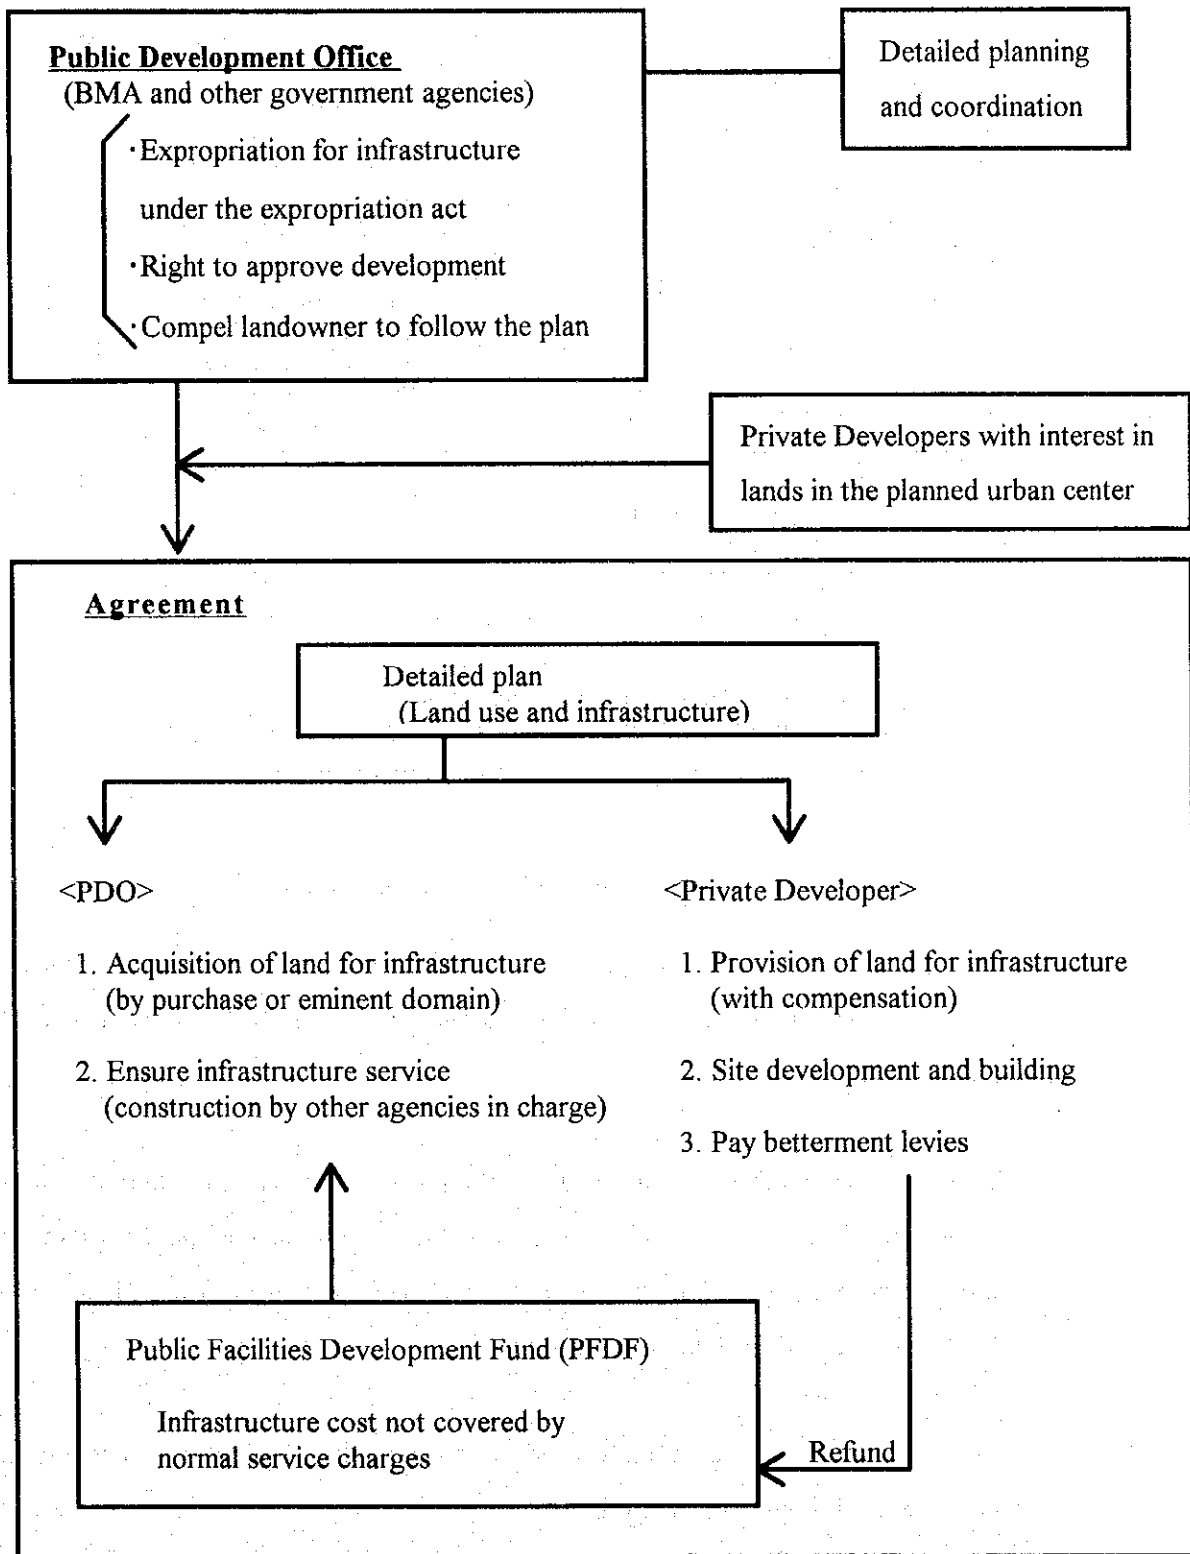 Public Development Office
(BMA and other government agencies)
·Expropriation for infrastructure
under the expropriation act
·Right to approve development
·Compel landowner to follow the plan
Detailed planning
and coordination
Private Developers with interest in
lands in the planned urban center
Agreement
Detailed plan
(Land use and infrastructure)
<PDO>
1. Acquisition of land for infrastructure
(by purchase or eminent domain)
2. Ensure infrastructure service
(construction by other agencies in charge)
<Private Developer>
1. Provision of land for infrastructure
(with compensation)
2. Site development and building
3. Pay betterment levies
Public Facilities Development Fund (PFDF)
Infrastructure cost not covered by
normal service charges
Refund